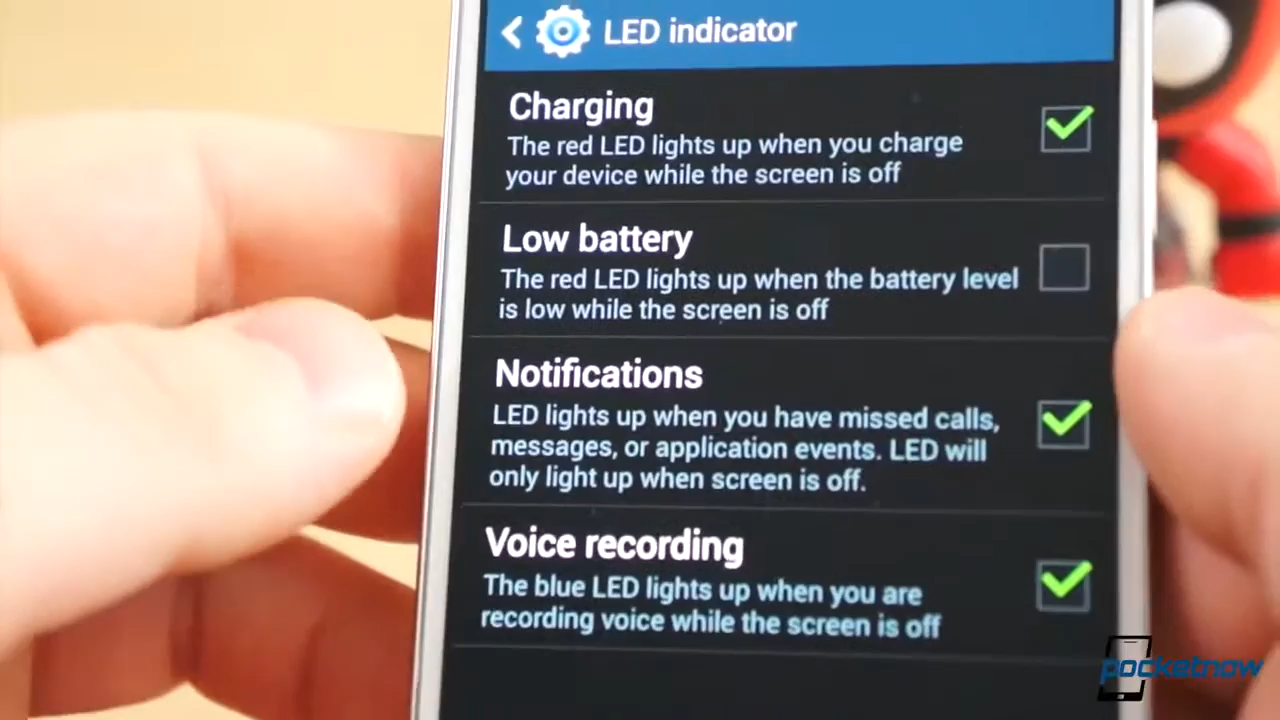 LED indicator
Charging
The red LED lights up when you charge
your device while the screen is off
Low battery
The red LED lights up when the battery level
is low while the screen is off
Notifications
LED lights up when you have missed calls,
messages, or application events. LED will
only light up when screen is off.
Voice recording
The blue LED lights up when you are
recording voice while the screen is off
pocketnow